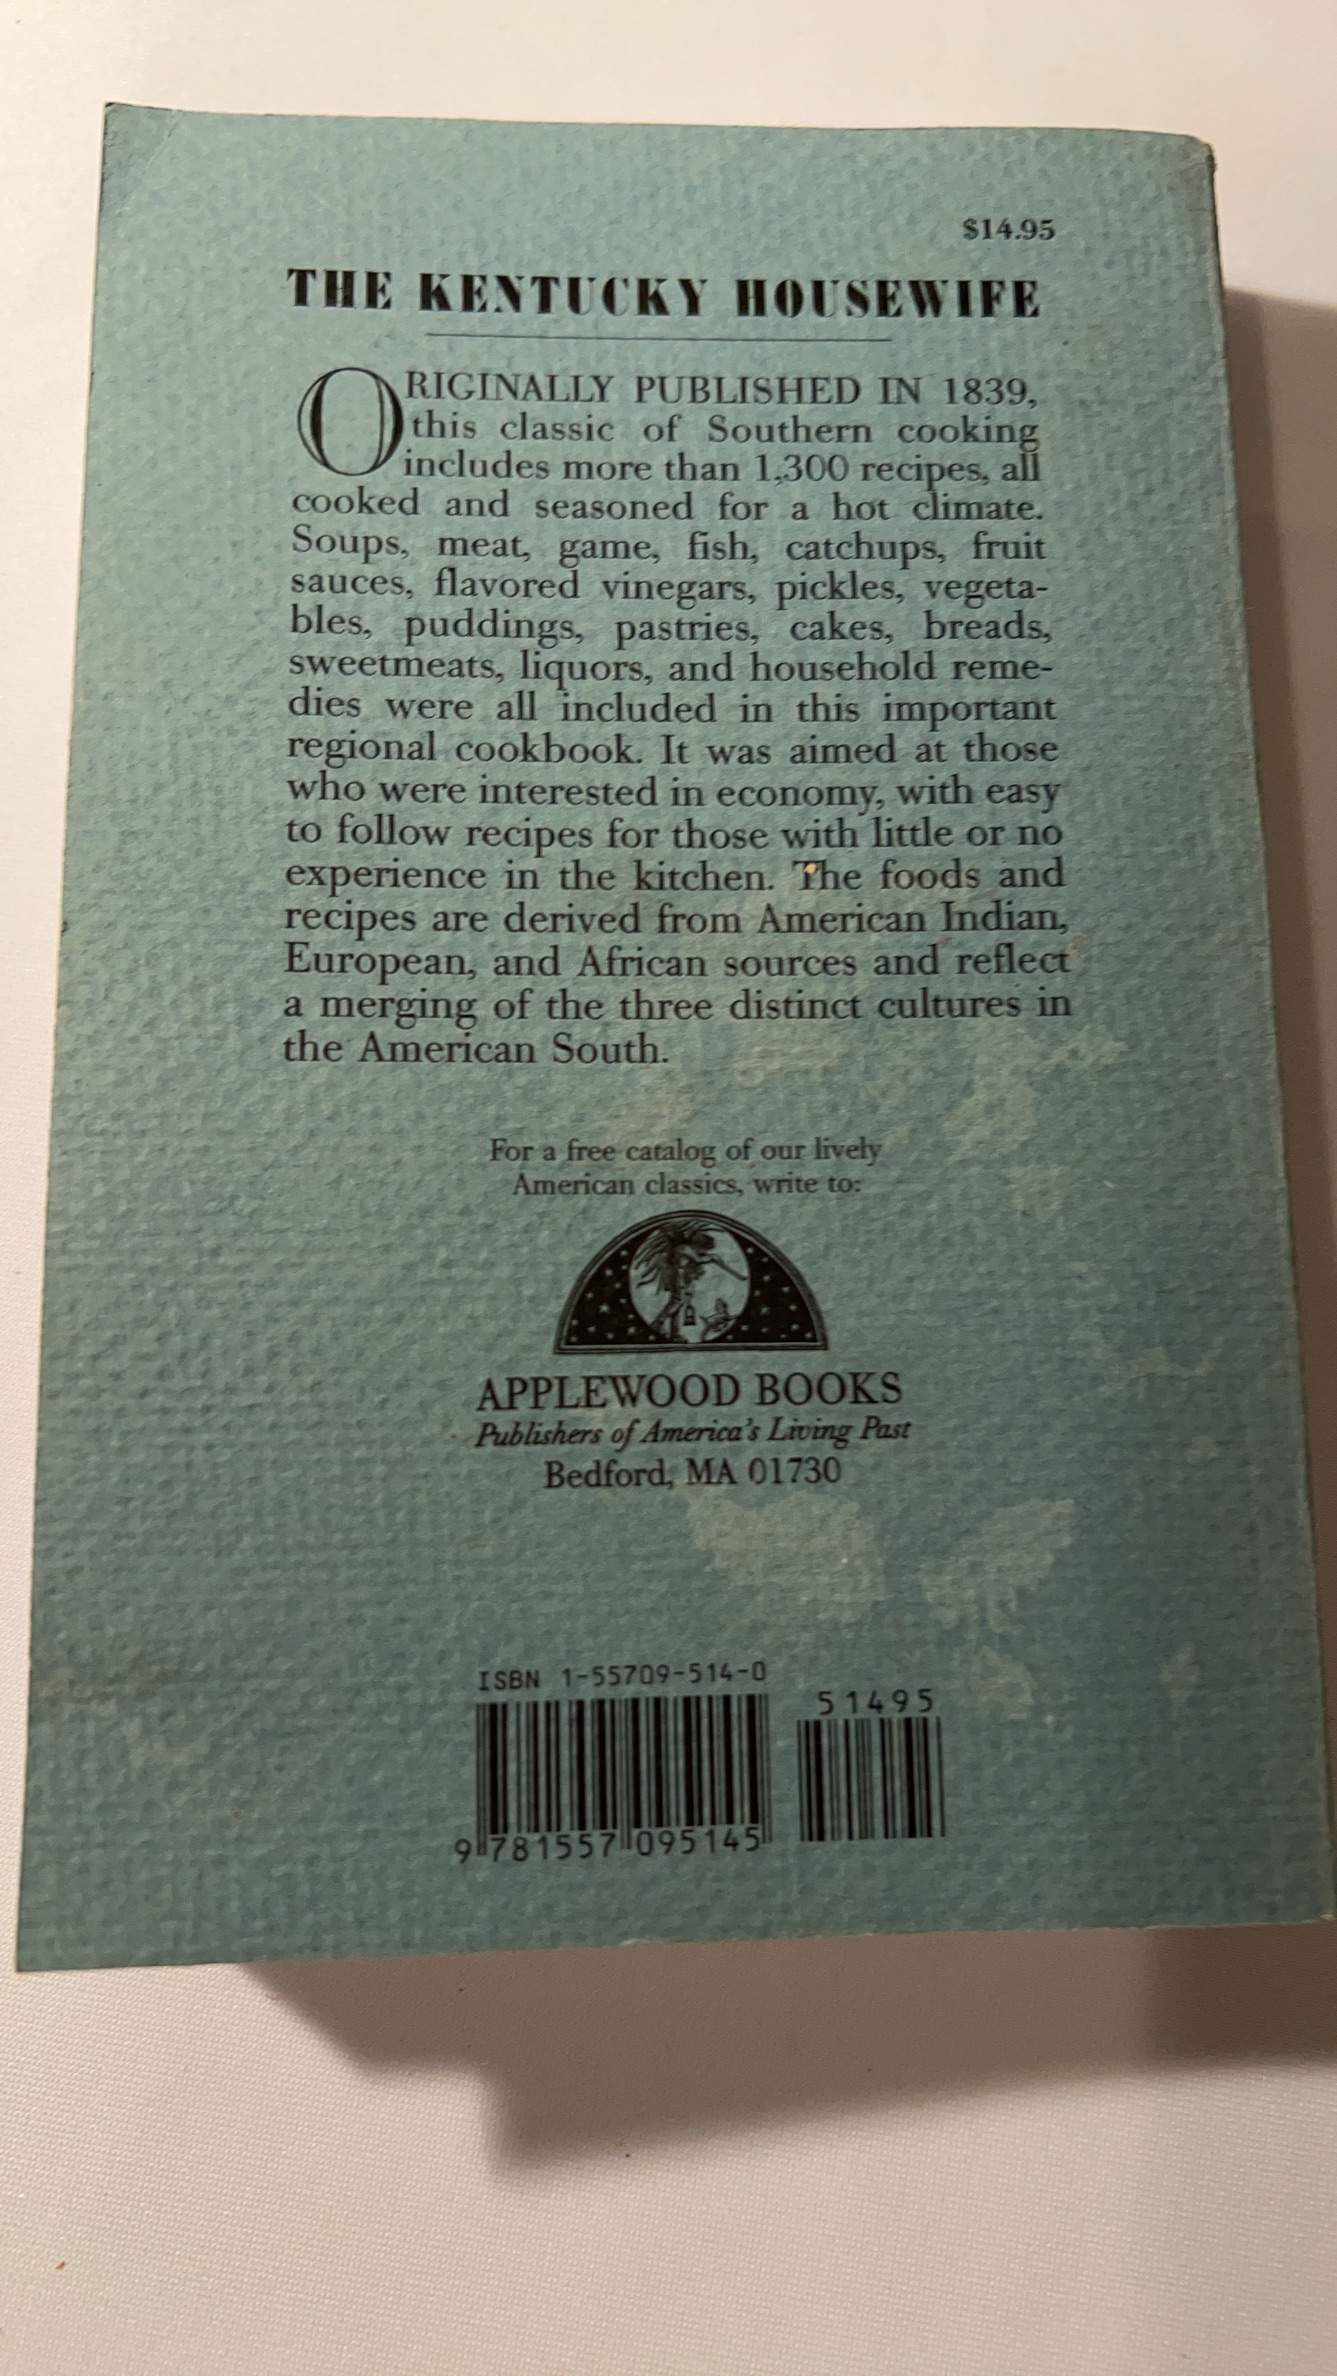 $14.95
THE KENTUCKY HOUSEWIFE
ORIGINALLY PUBLISHED IN 1839,
this classic of Southern cooking
includes more than 1,300 recipes, all
cooked and seasoned for a hot climate.
Soups, meat, game, fish, catchups, fruit
sauces, flavored vinegars, pickles, vegeta-
bles, puddings, pastries, cakes, breads,
sweetmeats, liquors, and household reme-
dies were all included in this important
regional cookbook. It was aimed at those
who were interested in economy, with easy
to follow recipes for those with little or no
experience in the kitchen. The foods and
recipes are derived from American Indian,
European, and African sources and reflect
a merging of the three distinct cultures in
the American South.
For a free catalog of our lively
American classics, write to:
APPLEWOOD BOOKS
Publishers of America's Living Past
Bedford, MA 01730
ISBN 1-55709-514-0
51495
9 781557 095145